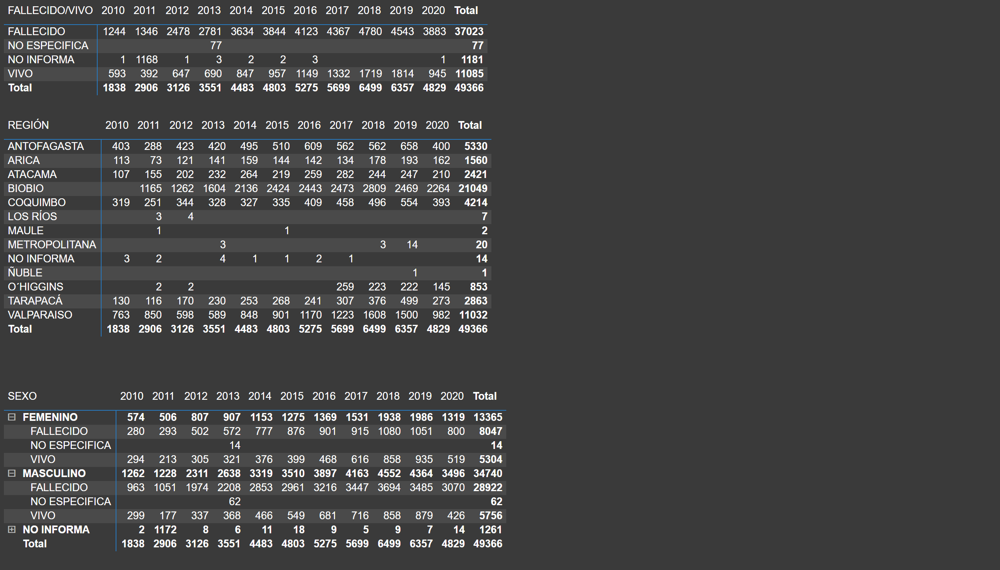 FALLECIDO/VIVO 2010 2011 2012 2013 2014 2015 2016 2017 2018 2019 2020 Total
FALLECIDO 1244 1346 2478 2781 3634 3844 4123 4367 4780 4543 3883 37023
NO ESPECIFICA 77 77
NO INFORMA 1 1168 1 3 2 2 3 1 1181
VIVO 593 392 647 690 847 957 1149 1332 1719 1814 945 11085
Total 1838 2906 3126 3551 4483 4803 5275 5699 6499 6357 4829 49366
REGIÓN 2010 2011 2012 2013 2014 2015 2016 2017 2018 2019 2020 Total
ANTOFAGASTA 403 288 423 420 495 510 609 562 562 658 400 5330
ARICA 113 73 121 141 159 144 142 134 178 193 162 1560
ATACAMA 107 155 202 232 264 219 259 282 244 247 210 2421
BIOBIO 1165 1262 1604 2136 2424 2443 2473 2809 2469 2264 21049
COQUIMBO 319 251 344 328 327 335 409 458 496 554 393 4214
LOS RÍOS 3 4 7
MAULE 1 1 2
METROPOLITANA 3 3 14 20
NO INFORMA 3 2 4 1 1 2 1 14
ÑUBLE 1 1
O´HIGGINS 2 2 259 223 222 145 853
TARAPACÁ 130 116 170 230 253 268 241 307 376 499 273 2863
VALPARAISO 763 850 598 589 848 901 1170 1223 1608 1500 982 11032
Total 1838 2906 3126 3551 4483 4803 5275 5699 6499 6357 4829 49366
SEXO 2010 2011 2012 2013 2014 2015 2016 2017 2018 2019 2020 Total
FEMENINO 574 506 807 907 1153 1275 1369 1531 1938 1986 1319 13365
FALLECIDO 280 293 502 572 777 876 901 915 1080 1051 800 8047
NO ESPECIFICA 14 14
VIVO 294 213 305 321 376 399 468 616 858 935 519 5304
MASCULINO 1262 1228 2311 2638 3319 3510 3897 4163 4552 4364 3496 34740
FALLECIDO 963 1051 1974 2208 2853 2961 3216 3447 3694 3485 3070 28922
NO ESPECIFICA 62 62
VIVO 299 177 337 368 466 549 681 716 858 879 426 5756
NO INFORMA 2 1172 8 6 11 18 9 5 9 7 14 1261
Total 1838 2906 3126 3551 4483 4803 5275 5699 6499 6357 4829 49366